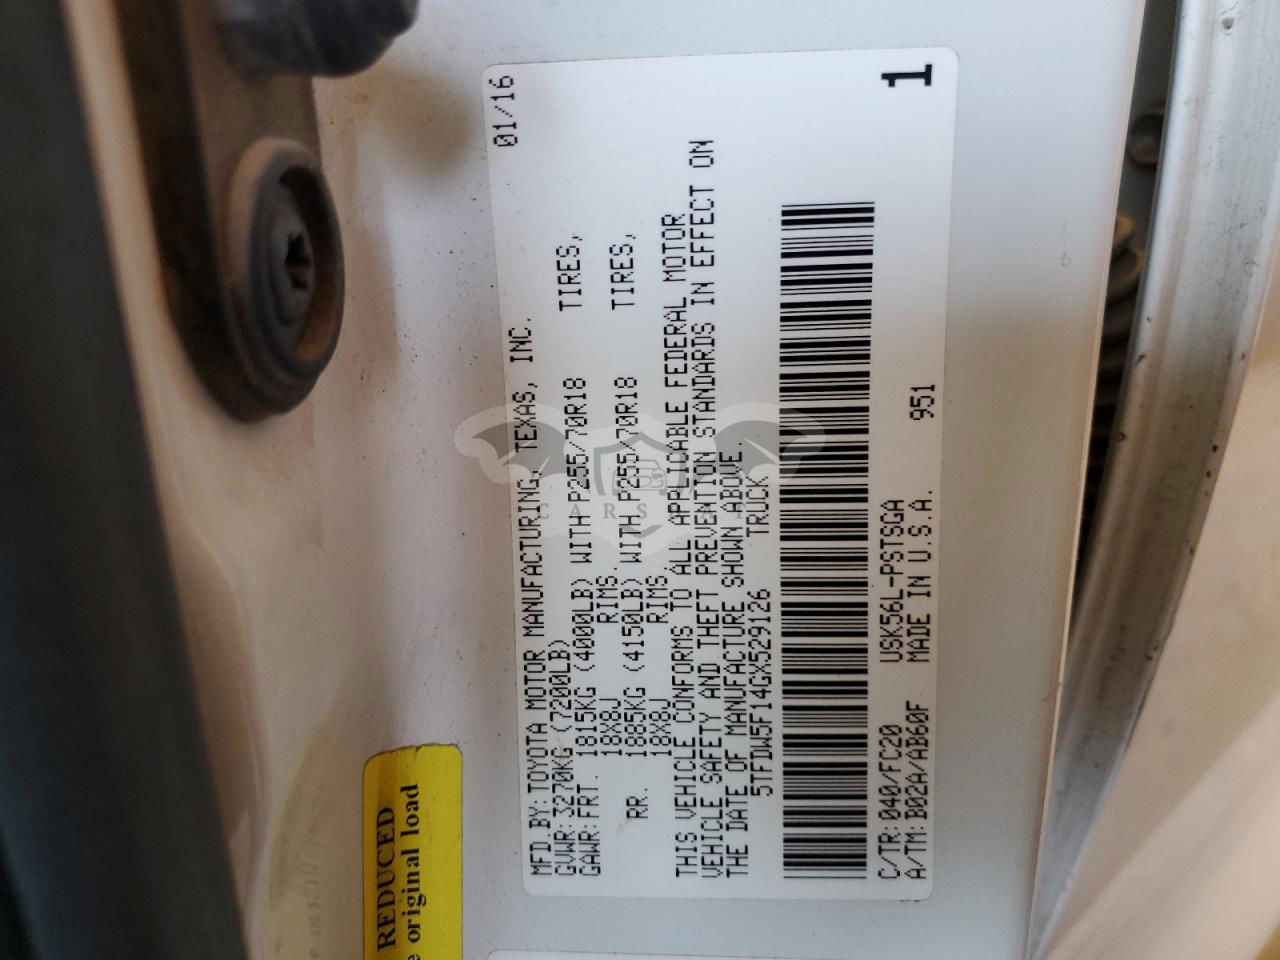 01/16
MFD.BY:TOYOTA MOTOR MANUFACTURING, TEXAS, INC.
GVWR:3270KG (7200LB)
GAWR:FRT. 1815KG (4000LB) WITH P255/70R18 TIRES,
18X8J RIMS.
RR. 1885KG (4150LB) WITH P255/70R18 TIRES,
18X8J RIMS.
THIS VEHICLE CONFORMS TO ALL APPLICABLE FEDERAL MOTOR
VEHICLE SAFETY AND THEFT PREVENTION STANDARDS IN EFFECT ON
THE DATE OF MANUFACTURE SHOWN ABOVE.
5TFDW5F14GX529126 TRUCK
C/TR:040/FC20 USK56L-PSTSGA
A/TM:B02A/AB60F MADE IN U.S.A. 951
1
REDUCED
original load